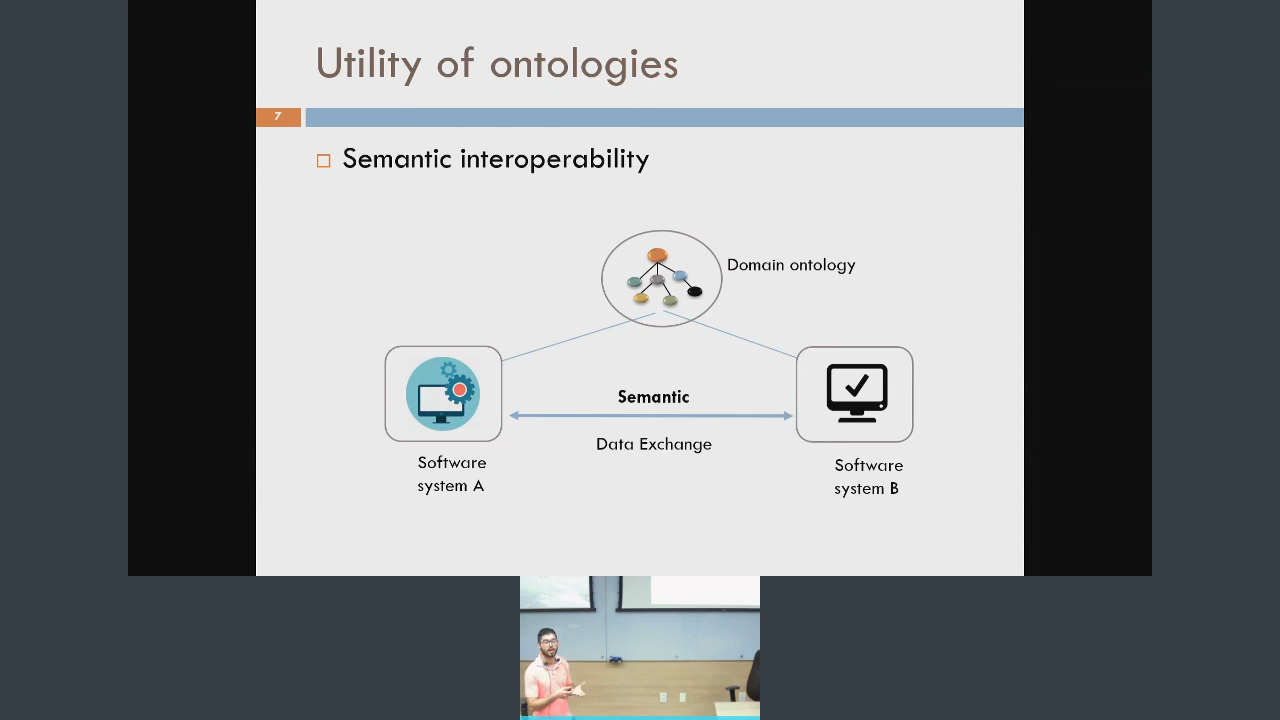 Utility of ontologies
7
Semantic interoperability
Domain ontology
Semantic
Data Exchange
Software
system A
Software
system B